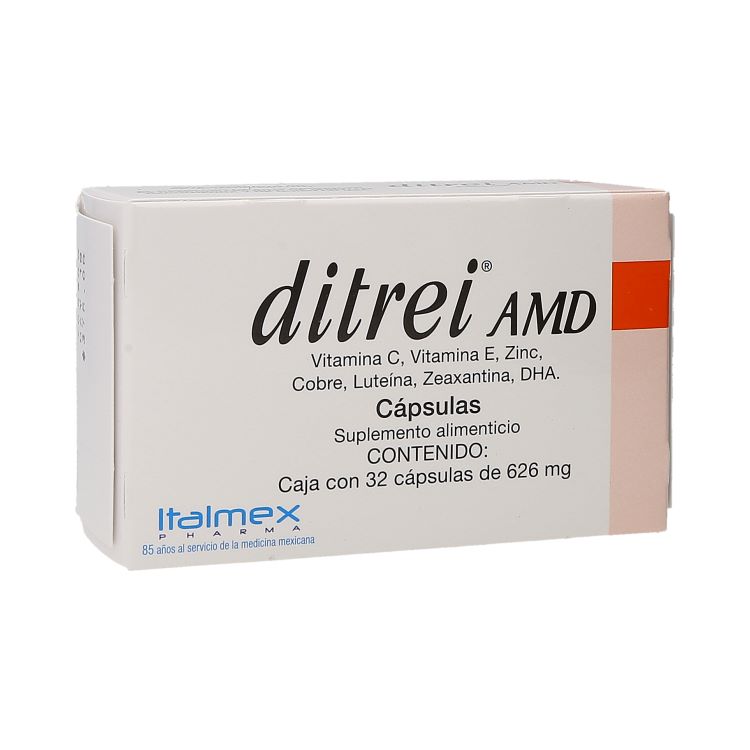 ditrei® AMD
Vitamina C, Vitamina E, Zinc,
Cobre, Luteína, Zeaxantina, DHA.
Cápsulas
Suplemento alimenticio
CONTENIDO:
Caja con 32 cápsulas de 626 mg
Italmex
PHARMA
85 años al servicio de la medicina mexicana